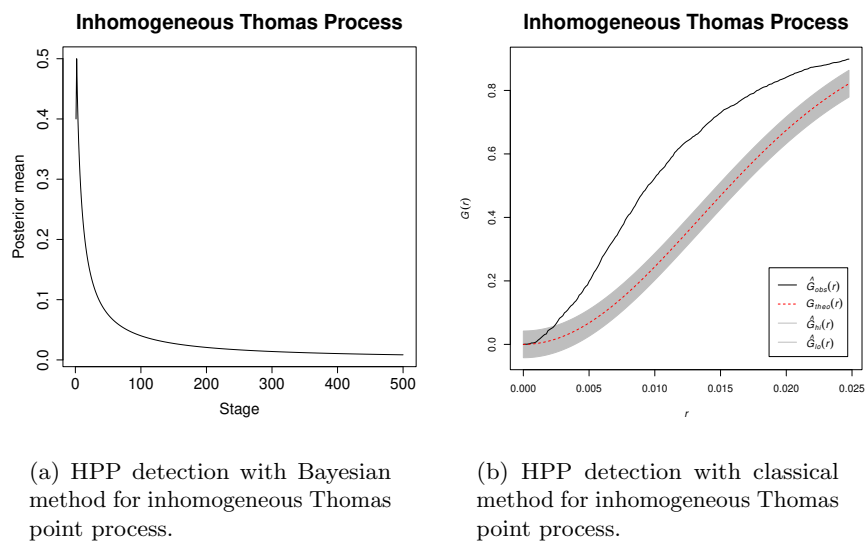 Inhomogeneous Thomas Process
Posterior mean
0.0
0.1
0.2
0.3
0.4
0.5
0
100
200
300
400
500
Stage
(a) HPP detection with Bayesian
method for inhomogeneous Thomas
point process.
Inhomogeneous Thomas Process
G(r)
0.0
0.2
0.4
0.6
0.8
0.000
0.005
0.010
0.015
0.020
0.025
r
Ĝobs(r)
Gtheo(r)
Ĝhi(r)
Ĝlo(r)
(b) HPP detection with classical
method for inhomogeneous Thomas
point process.